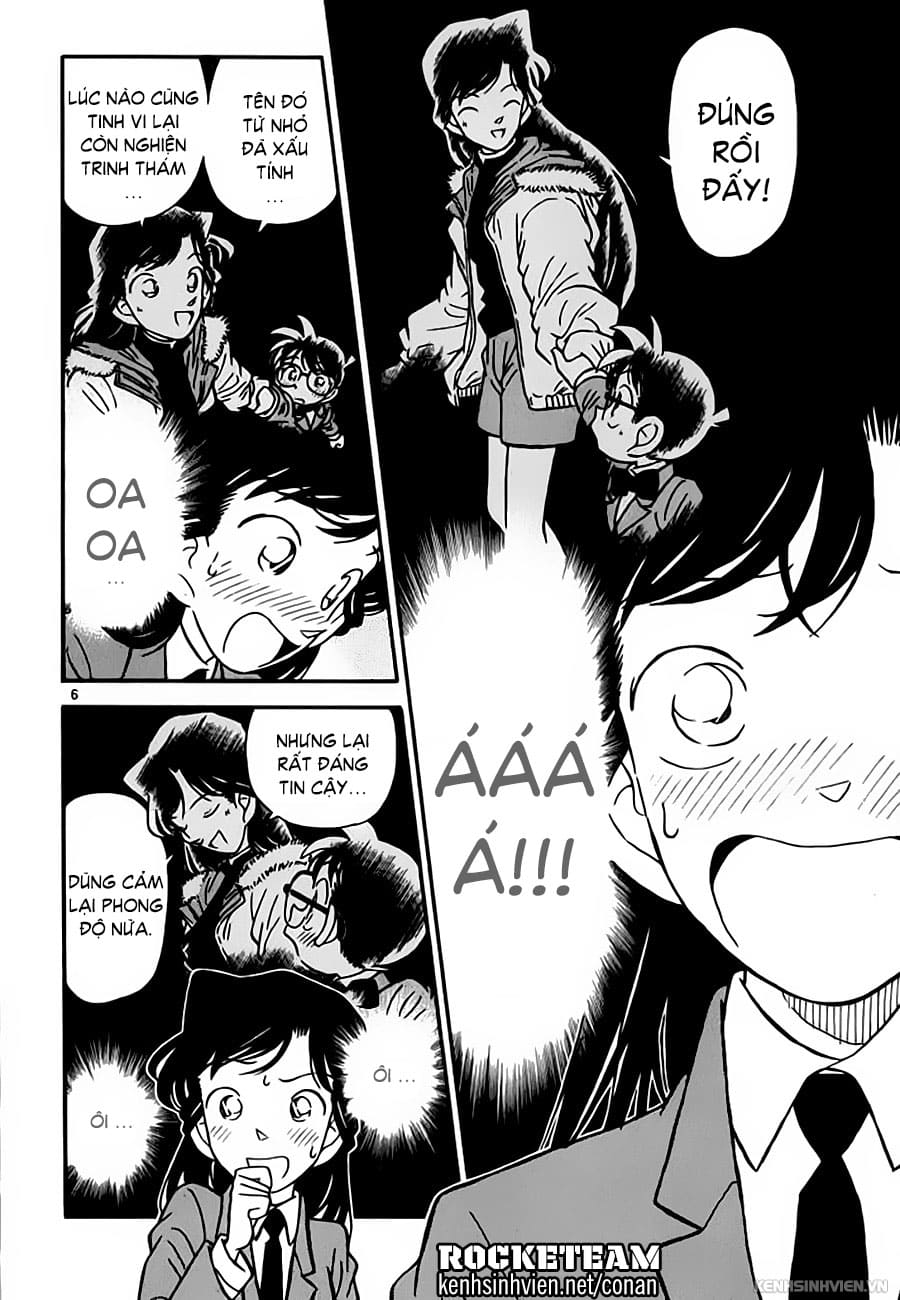 ĐÚNG
RỒI
ĐẤY!
ÁÁÁ
Á!!!
TÊN ĐÓ
TỪ NHỎ
ĐÃ XẤU
TÍNH
...
LÚC NÀO CŨNG
TINH VI LẠI
CÒN NGHIỆN
TRINH THÁM
...
OA
OA
...
6
NHƯNG LẠI
RẤT ĐÁNG
TIN CẬY...
DŨNG CẢM
LẠI PHONG
ĐỘ NỮA.
ÔI ...
ÔI ...
ROCKETEAM
kenhsinhvien.net/conan
KENHSINHVIEN.VN